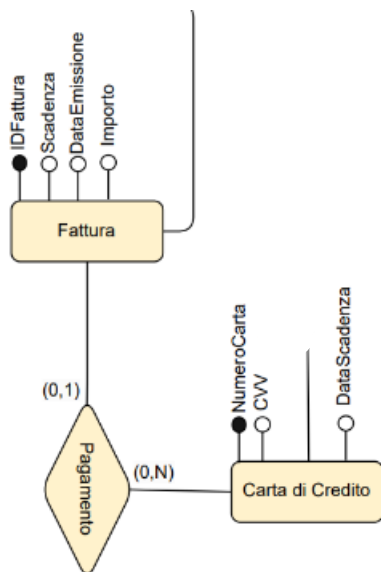 IDFattura
Scadenza
DataEmissione
Importo
Fattura
(0,1)
Pagamento
(0,N)
NumeroCarta
CVV
DataScadenza
Carta di Credito